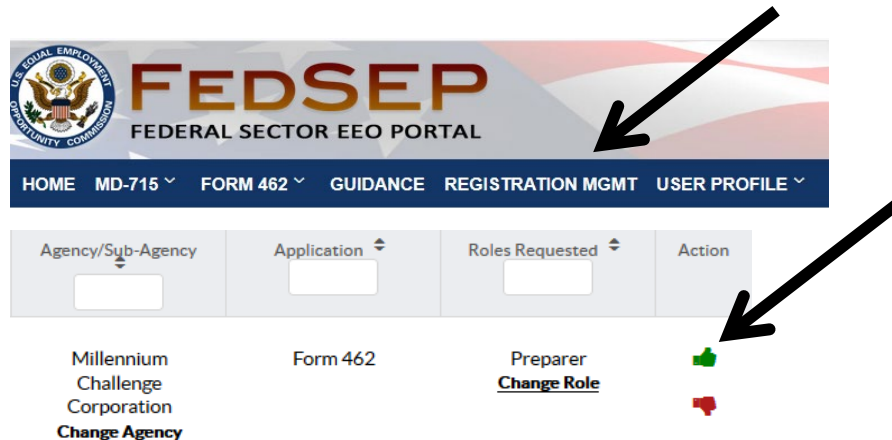 U.S. EQUAL EMPLOYMENT OPPORTUNITY COMMISSION
FEDSEP
FEDERAL SECTOR EEO PORTAL
HOME MD-715 FORM 462 GUIDANCE REGISTRATION MGMT USER PROFILE
Agency/Sub-Agency Application Roles Requested Action
Millennium Form 462 Preparer
Challenge Change Role
Corporation
Change Agency